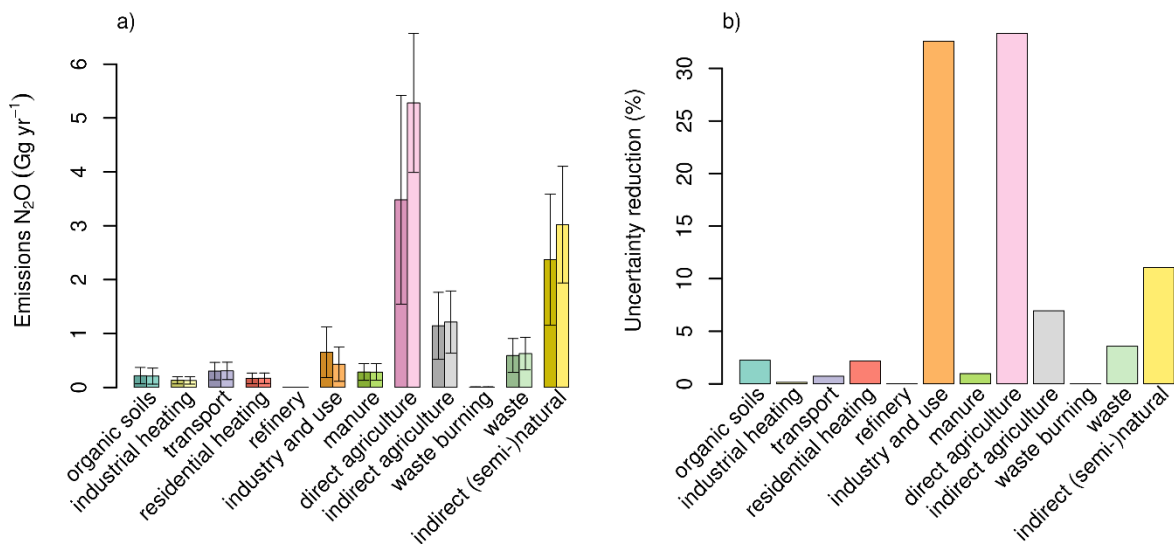 a)
Emissions N₂O (Gg yr⁻¹)
6
5
4
3
2
1
0
organic soils
industrial heating
transport
residential heating
refinery
industry and use
manure
direct agriculture
indirect agriculture
waste burning
waste
indirect (semi-)natural
b)
Uncertainty reduction (%)
30
25
20
15
10
5
0
organic soils
industrial heating
transport
residential heating
refinery
industry and use
manure
direct agriculture
indirect agriculture
waste burning
waste
indirect (semi-)natural